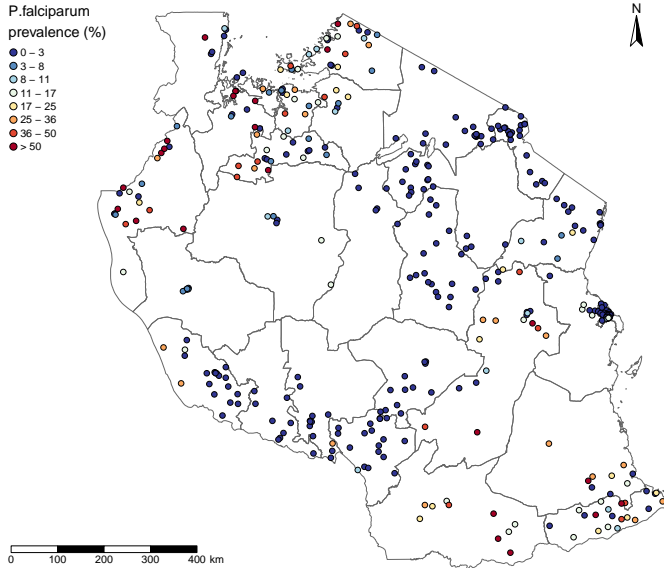 P.falciparum
prevalence (%)
0 – 3
3 – 8
8 – 11
11 – 17
17 – 25
25 – 36
36 – 50
> 50
N
0 100 200 300 400 km